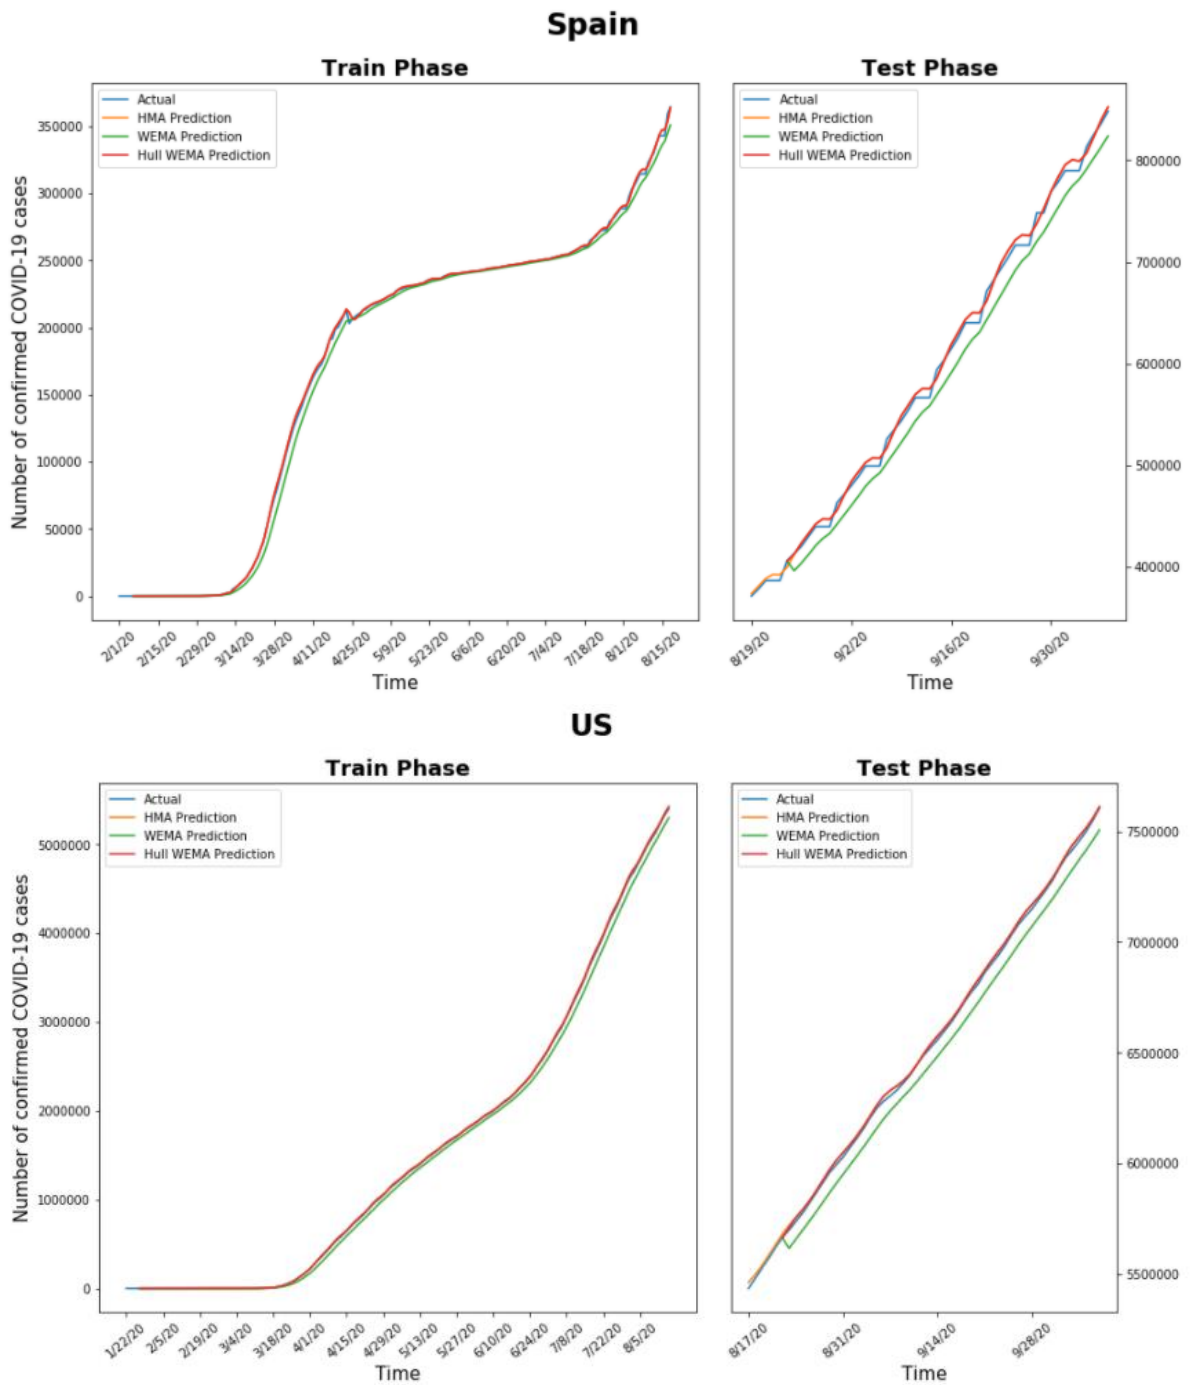 Spain
Train Phase
Actual
HMA Prediction
WEMA Prediction
Hull WEMA Prediction
Number of confirmed COVID-19 cases
350000
300000
250000
200000
150000
100000
50000
0
2/1/20 2/15/20 2/29/20 3/14/20 3/28/20 4/11/20 4/25/20 5/9/20 5/23/20 6/6/20 6/20/20 7/4/20 7/18/20 8/1/20 8/15/20
Time
Test Phase
Actual
HMA Prediction
WEMA Prediction
Hull WEMA Prediction
800000
700000
600000
500000
400000
8/19/20 9/2/20 9/16/20 9/30/20
Time
US
Train Phase
Actual
HMA Prediction
WEMA Prediction
Hull WEMA Prediction
Number of confirmed COVID-19 cases
5000000
4000000
3000000
2000000
1000000
0
1/22/20 2/5/20 2/19/20 3/4/20 3/18/20 4/1/20 4/15/20 4/29/20 5/13/20 5/27/20 6/10/20 6/24/20 7/8/20 7/22/20 8/5/20
Time
Test Phase
Actual
HMA Prediction
WEMA Prediction
Hull WEMA Prediction
7500000
7000000
6500000
6000000
5500000
8/17/20 8/31/20 9/14/20 9/28/20
Time